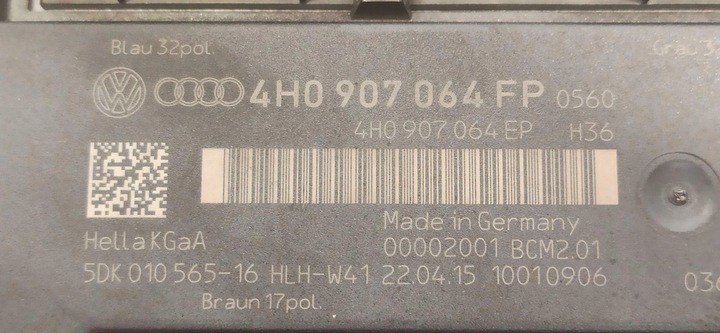 Blau 32pol.
4H0 907 064 FP 0560
4H0 907 064 EP H36
Made in Germany
Hella KGaA 00002001 BCM2.01
5DK 010 565-16 HLH-W41 22.04.15 10010906
Braun 17pol.